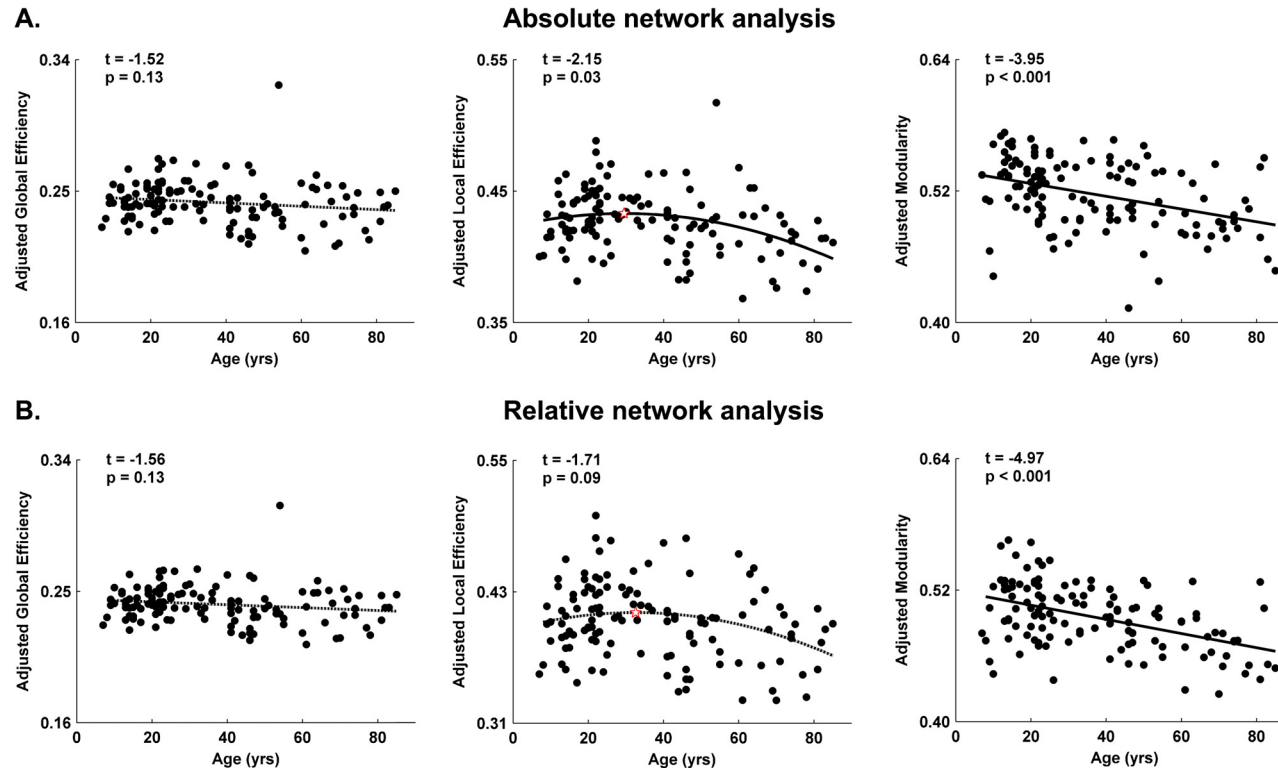 A.
Absolute network analysis
t = -1.52
p = 0.13
0.34
0.25
0.16
Adjusted Global Efficiency
0 20 40 60 80
Age (yrs)
t = -2.15
p = 0.03
0.55
0.45
0.35
Adjusted Local Efficiency
0 20 40 60 80
Age (yrs)
t = -3.95
p < 0.001
0.64
0.52
0.40
Adjusted Modularity
0 20 40 60 80
Age (yrs)
B.
Relative network analysis
t = -1.56
p = 0.13
0.34
0.25
0.16
Adjusted Global Efficiency
0 20 40 60 80
Age (yrs)
t = -1.71
p = 0.09
0.55
0.43
0.31
Adjusted Local Efficiency
0 20 40 60 80
Age (yrs)
t = -4.97
p < 0.001
0.64
0.52
0.40
Adjusted Modularity
0 20 40 60 80
Age (yrs)